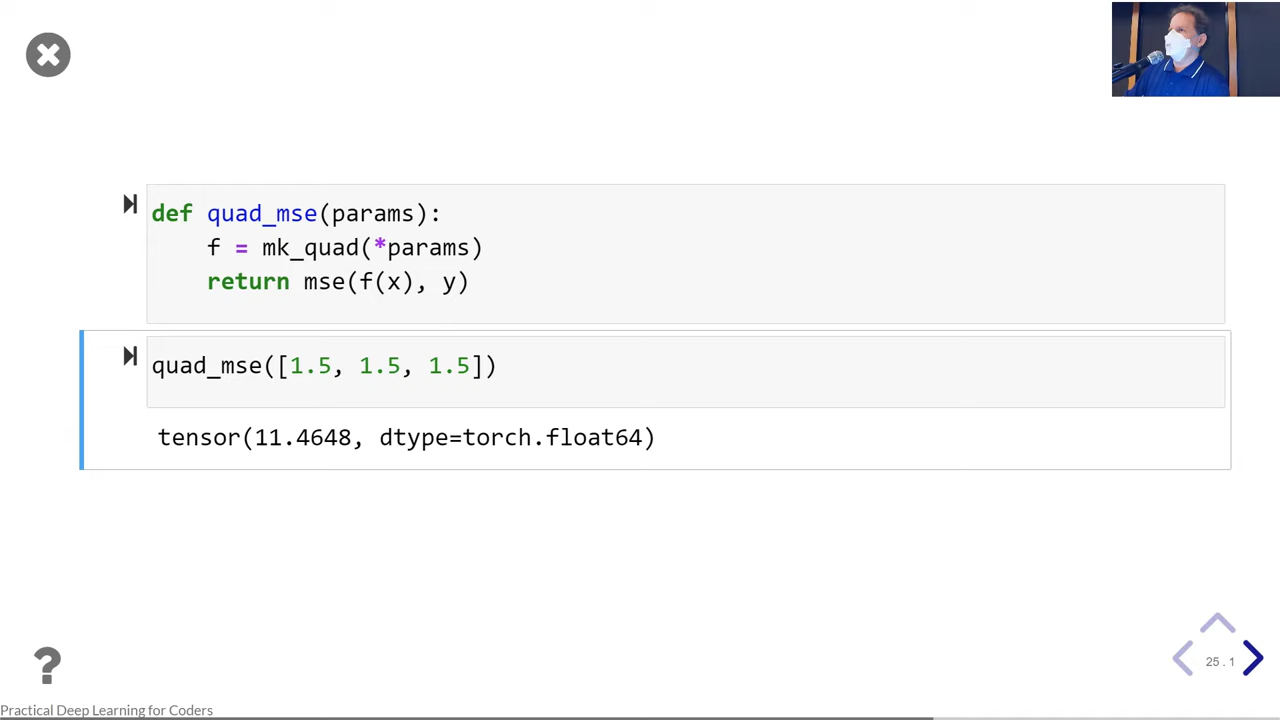 def quad_mse(params):
    f = mk_quad(*params)
    return mse(f(x), y)
quad_mse([1.5, 1.5, 1.5])
tensor(11.4648, dtype=torch.float64)
?
25 . 1
Practical Deep Learning for Coders